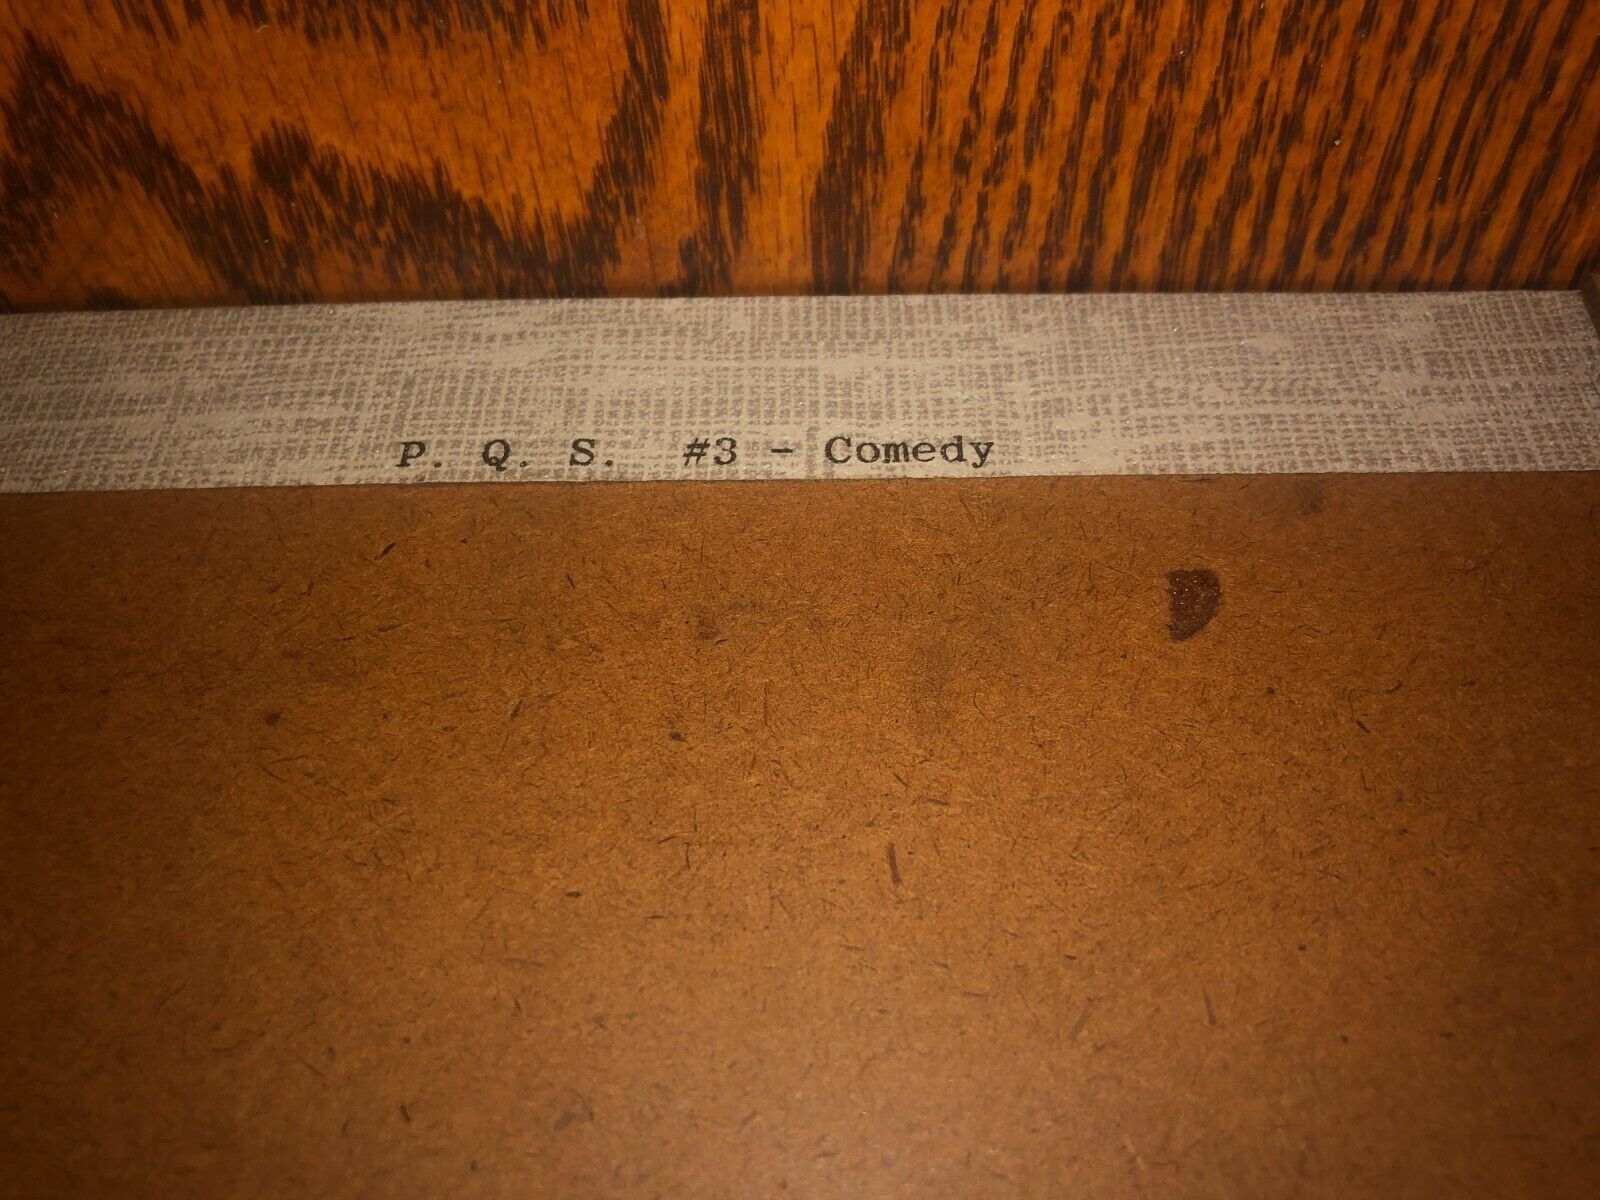 P. Q. S. #3 - Comedy